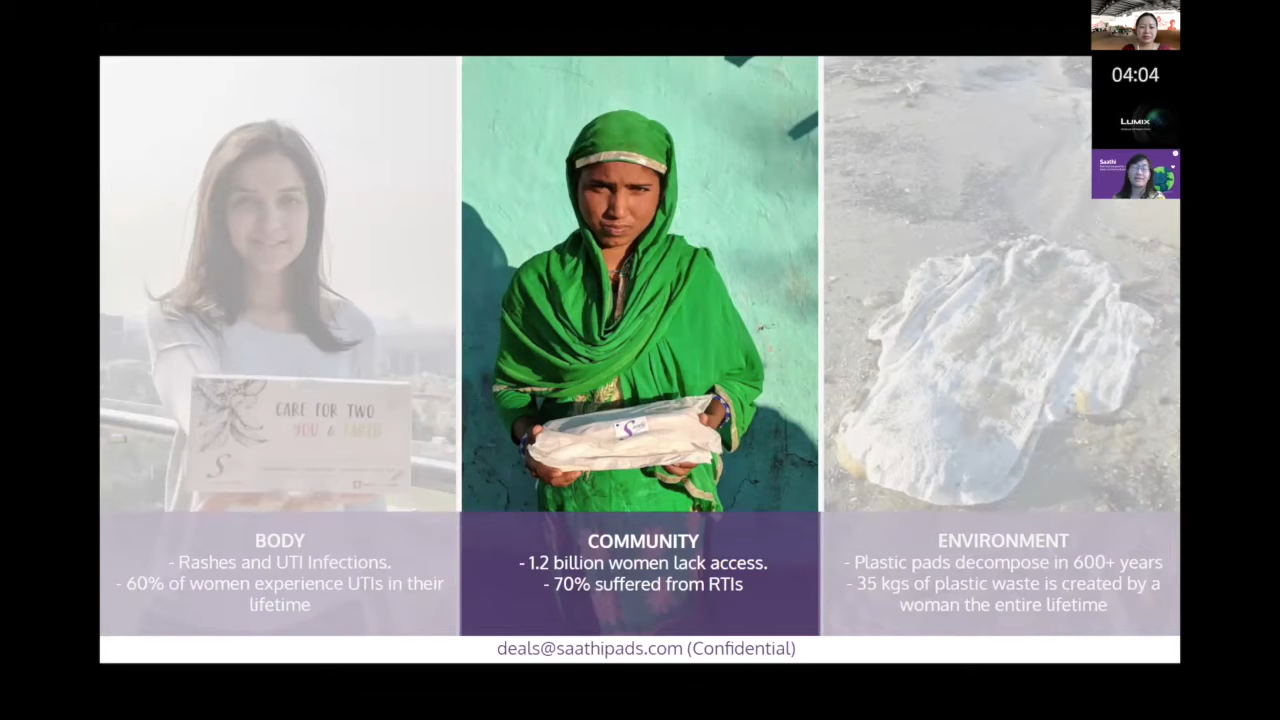 04:04
LUMIX
Saathi
CARE FOR TWO
YOU & EARTH
S
Saathi
BODY
- Rashes and UTI Infections.
- 60% of women experience UTIs in their
lifetime
COMMUNITY
- 1.2 billion women lack access.
- 70% suffered from RTIs
ENVIRONMENT
- Plastic pads decompose in 600+ years
- 35 kgs of plastic waste is created by a
woman the entire lifetime
deals@saathipads.com (Confidential)